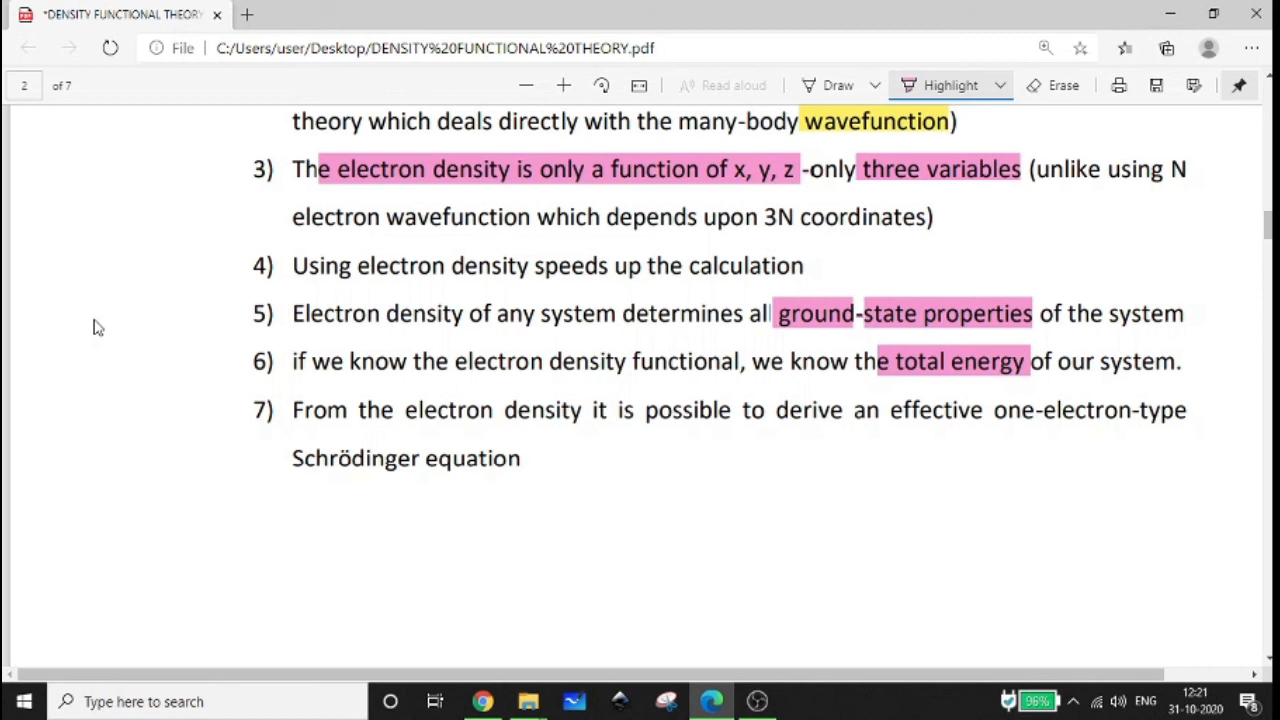 *DENSITY FUNCTIONAL THEORY
File C:/Users/user/Desktop/DENSITY%20FUNCTIONAL%20THEORY.pdf
2 of 7 Read aloud Draw Highlight Erase
theory which deals directly with the many-body wavefunction)
3) The electron density is only a function of x, y, z -only three variables (unlike using N
electron wavefunction which depends upon 3N coordinates)
4) Using electron density speeds up the calculation
5) Electron density of any system determines all ground-state properties of the system
6) if we know the electron density functional, we know the total energy of our system.
7) From the electron density it is possible to derive an effective one-electron-type
Schrödinger equation
Type here to search 96% ENG 12:21
31-10-2020 8